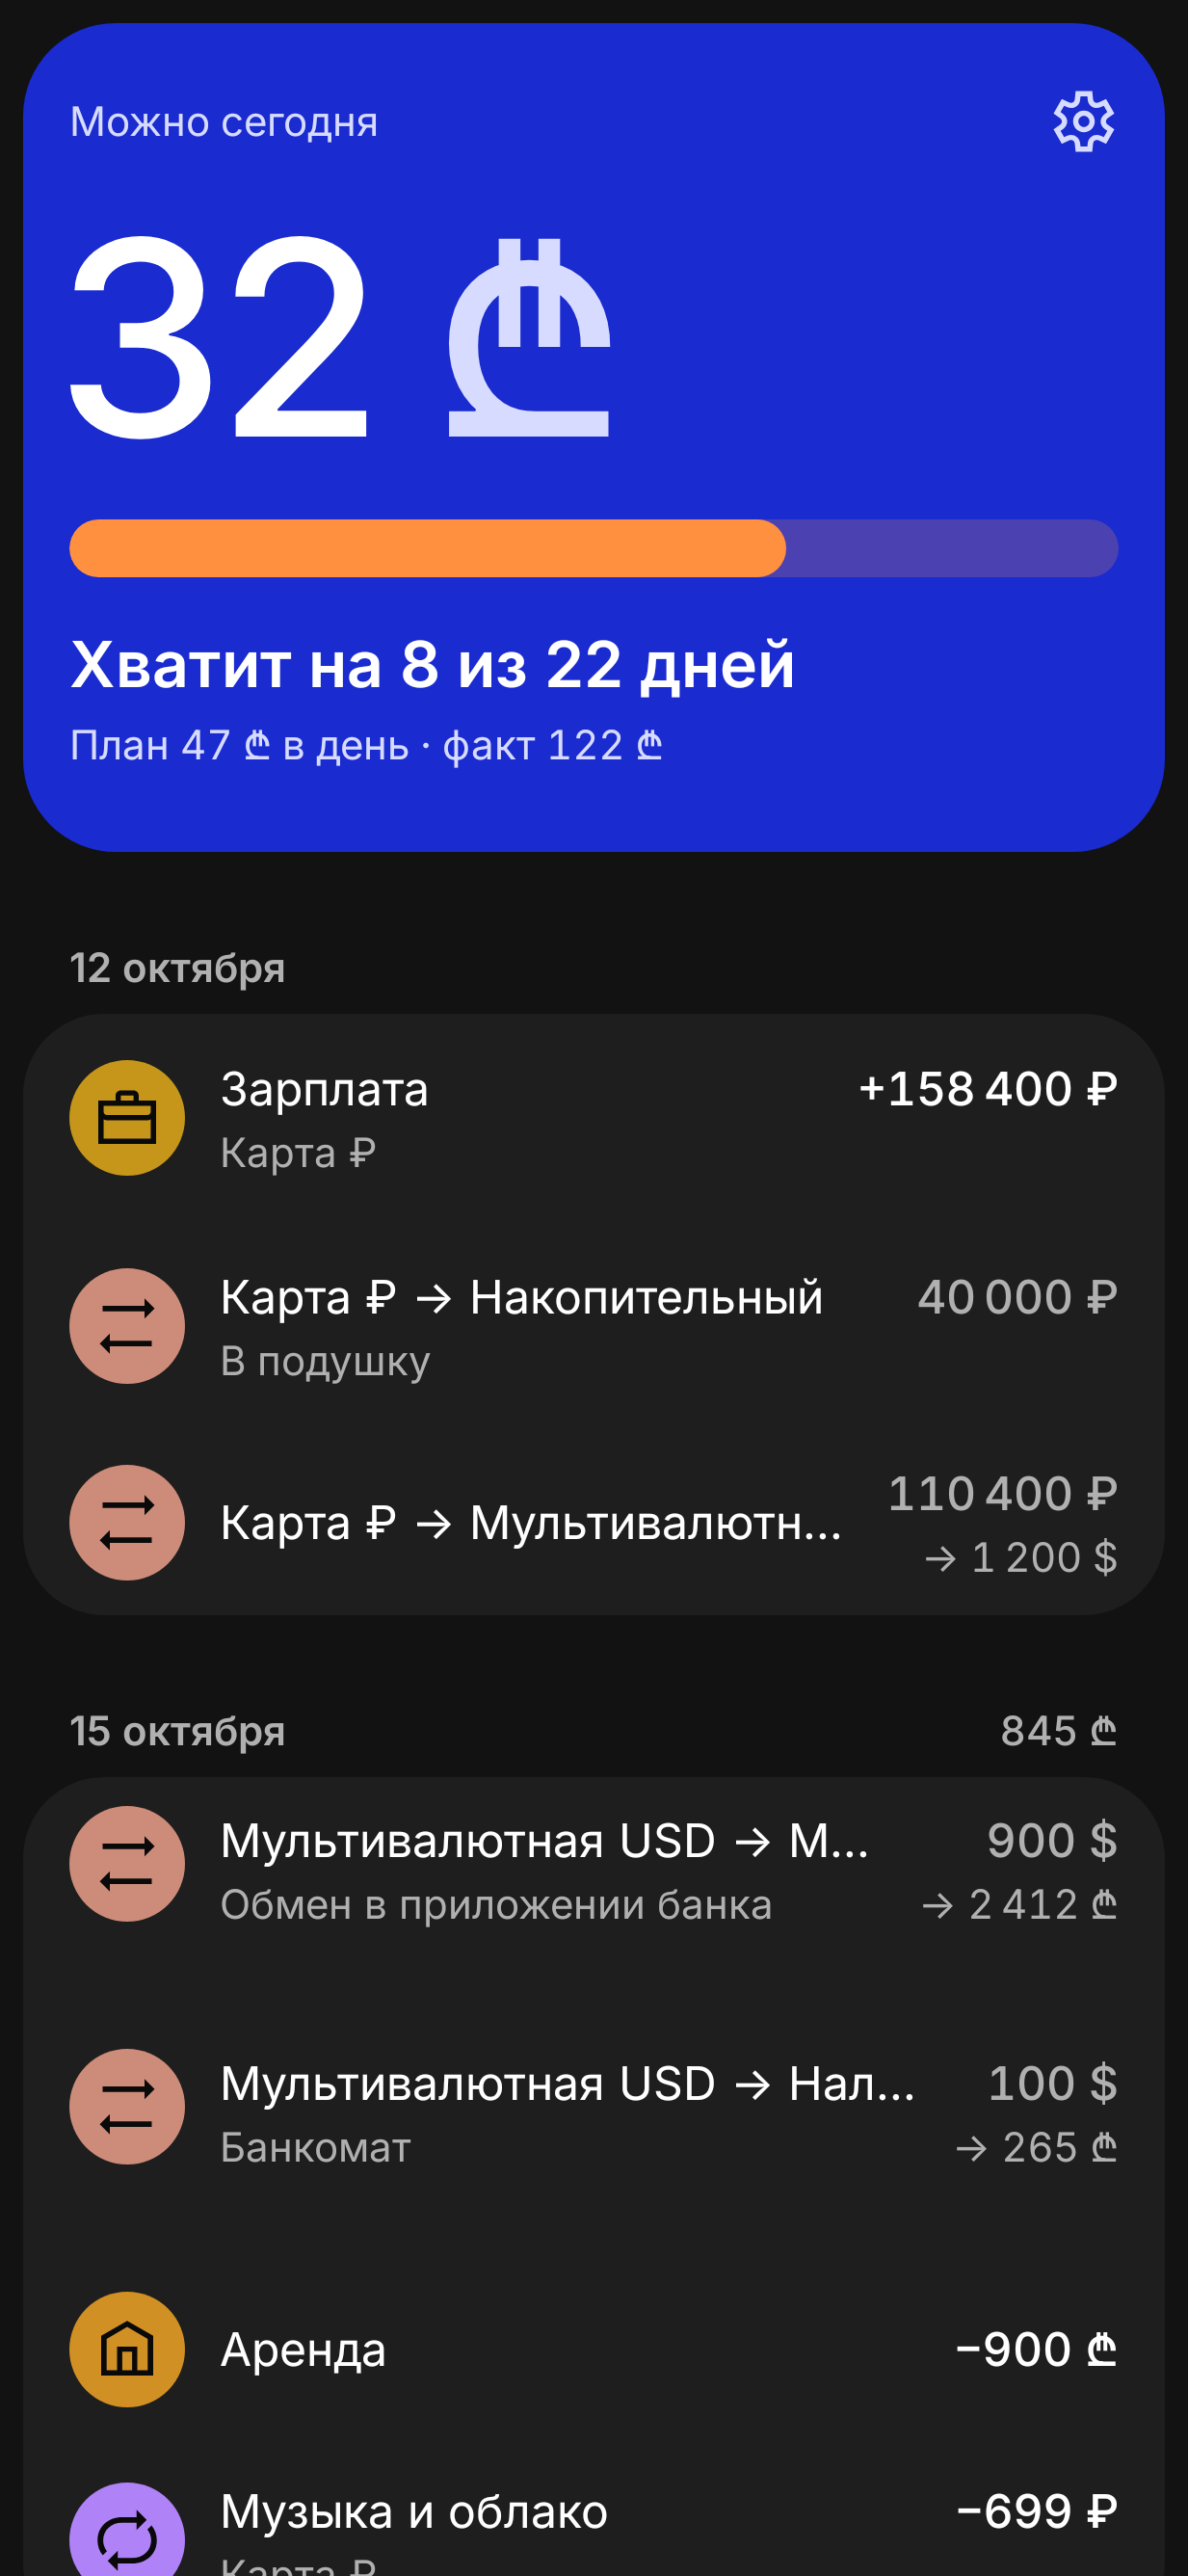 Можно сегодня
32 ₾
Хватит на 8 из 22 дней
План 47 ₾ в день · факт 122 ₾
12 октября
Зарплата +158 400 ₽
Карта ₽
Карта ₽ → Накопительный 40 000 ₽
В подушку
Карта ₽ → Мультивалютн... 110 400 ₽
→ 1 200 $
15 октября 845 ₾
Мультивалютная USD → М... 900 $
Обмен в приложении банка → 2 412 ₾
Мультивалютная USD → Нал... 100 $
Банкомат → 265 ₾
Аренда −900 ₾
Музыка и облако −699 ₽
Карта ₽